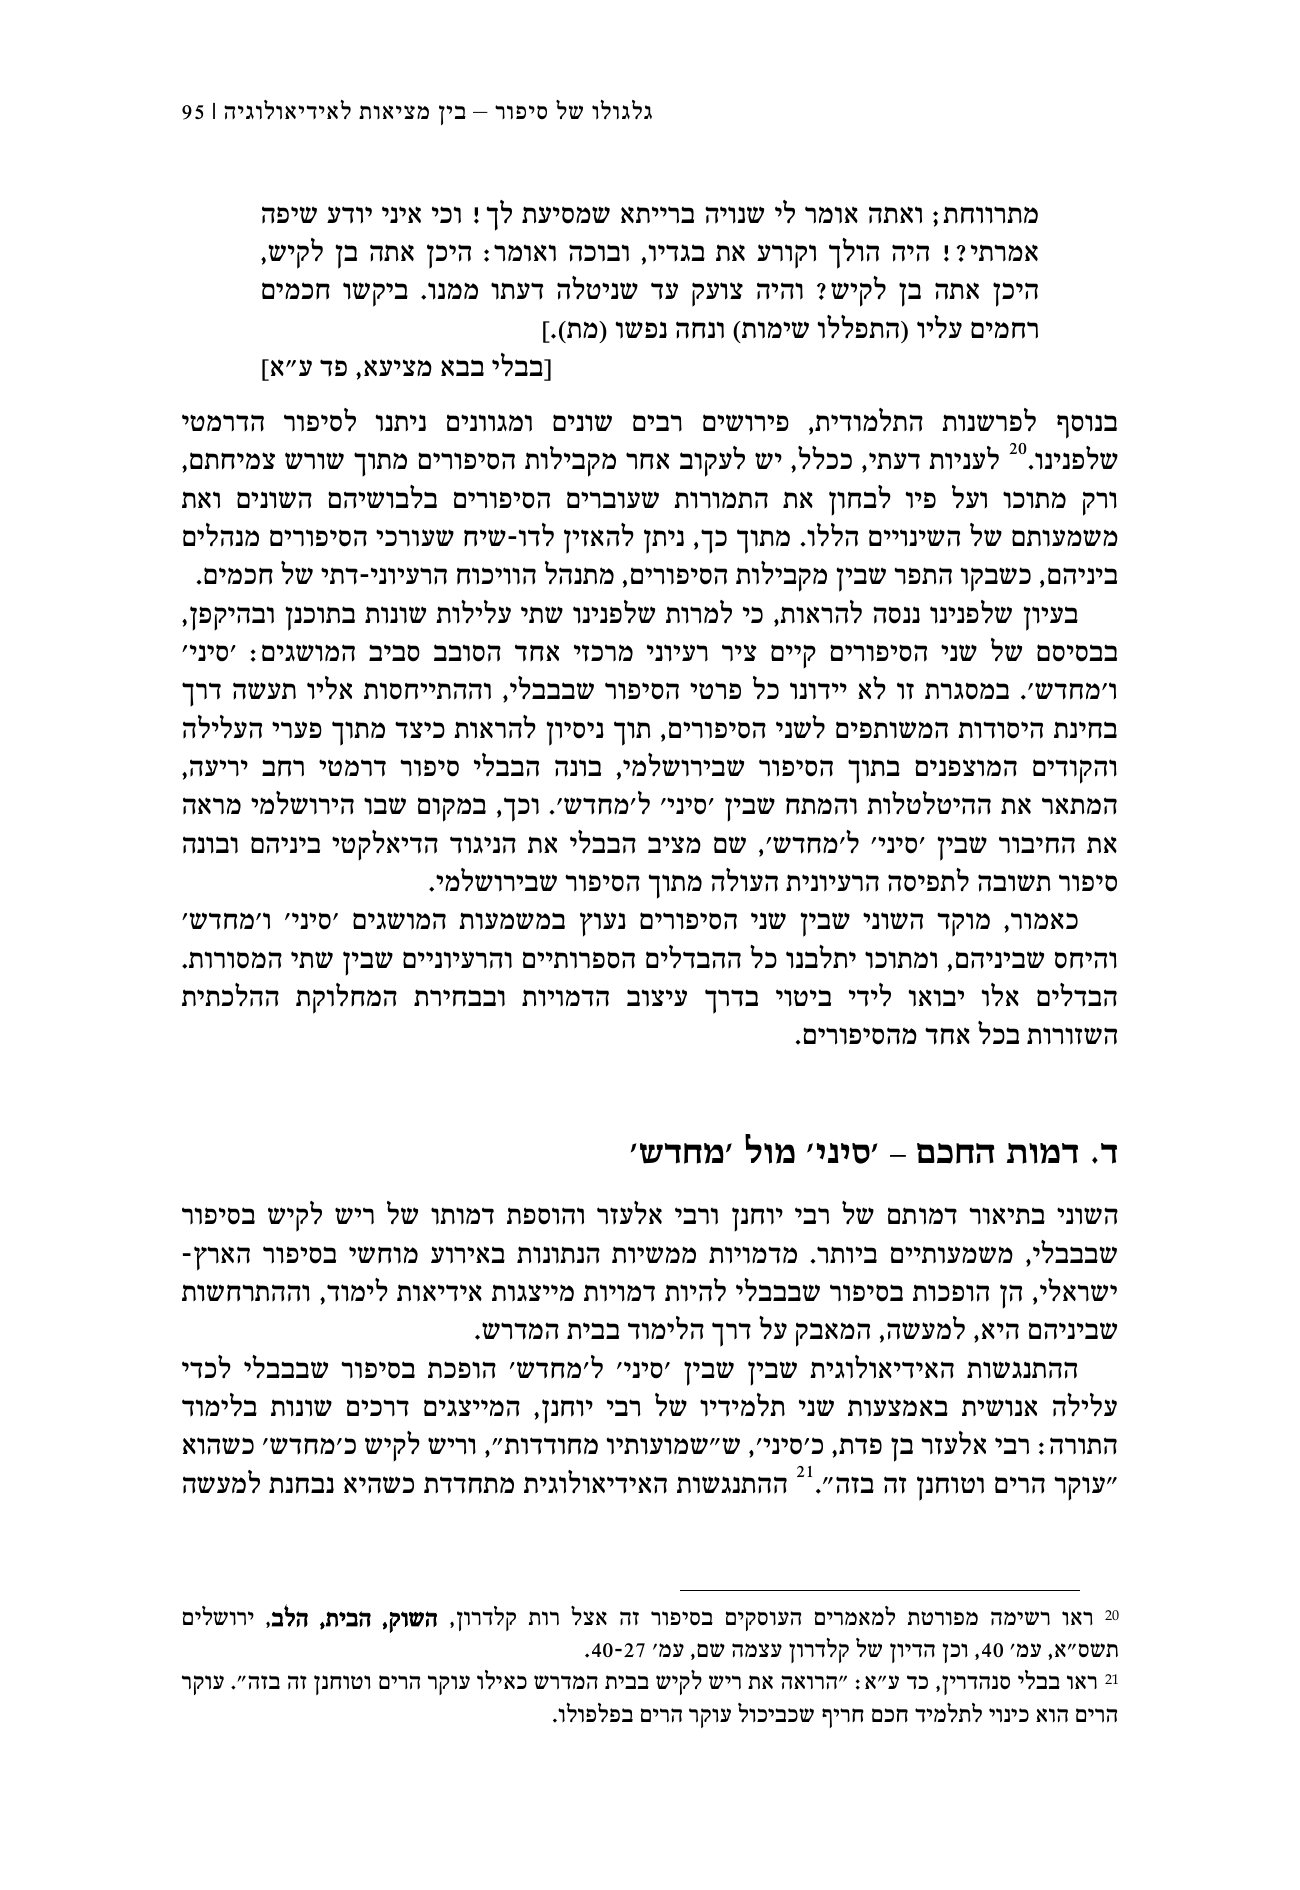 גלגולו של סיפור – בין מציאות לאידיאולוגיה | 95
מתרווחת; ואתה אומר לי שנויה ברייתא שמסיעת לך! וכי איני יודע שיפה
אמרתי?! היה הולך וקורע את בגדיו, ובוכה ואומר: היכן אתה בן לקיש,
היכן אתה בן לקיש? והיה צועק עד שניטלה דעתו ממנו. ביקשו חכמים
רחמים עליו (התפללו שימות) ונחה נפשו (מת).]
[בבלי בבא מציעא, פד ע״א]
בנוסף לפרשנות התלמודית, פירושים רבים שונים ומגוונים ניתנו לסיפור הדרמטי
שלפנינו.20 לעניות דעתי, ככלל, יש לעקוב אחר מקבילות הסיפורים מתוך שורש צמיחתם,
ורק מתוכו ועל פיו לבחון את התמורות שעוברים הסיפורים בלבושיהם השונים ואת
משמעותם של השינויים הללו. מתוך כך, ניתן להאזין לדו-שיח שעורכי הסיפורים מנהלים
ביניהם, כשבקו התפר שבין מקבילות הסיפורים, מתנהל הוויכוח הרעיוני-דתי של חכמים.
בעיון שלפנינו ננסה להראות, כי למרות שלפנינו שתי עלילות שונות בתוכנן ובהיקפן,
בבסיסם של שני הסיפורים קיים ציר רעיוני מרכזי אחד הסובב סביב המושגים: ׳סיני׳
ו׳מחדש׳. במסגרת זו לא יידונו כל פרטי הסיפור שבבבלי, וההתייחסות אליו תעשה דרך
בחינת היסודות המשותפים לשני הסיפורים, תוך ניסיון להראות כיצד מתוך פערי העלילה
והקודים המוצפנים בתוך הסיפור שבירושלמי, בונה הבבלי סיפור דרמטי רחב יריעה,
המתאר את ההיטלטלות והמתח שבין ׳סיני׳ ל׳מחדש׳. וכך, במקום שבו הירושלמי מראה
את החיבור שבין ׳סיני׳ ל׳מחדש׳, שם מציב הבבלי את הניגוד הדיאלקטי ביניהם ובונה
סיפור תשובה לתפיסה הרעיונית העולה מתוך הסיפור שבירושלמי.
כאמור, מוקד השוני שבין שני הסיפורים נעוץ במשמעות המושגים ׳סיני׳ ו׳מחדש׳
והיחס שביניהם, ומתוכו יתלבנו כל ההבדלים הספרותיים והרעיוניים שבין שתי המסורות.
הבדלים אלו יבואו לידי ביטוי בדרך עיצוב הדמויות ובבחירת המחלוקת ההלכתית
השזורות בכל אחד מהסיפורים.
ד. דמות החכם – ׳סיני׳ מול ׳מחדש׳
השוני בתיאור דמותם של רבי יוחנן ורבי אלעזר והוספת דמותו של ריש לקיש בסיפור
שבבבלי, משמעותיים ביותר. מדמויות ממשיות הנתונות באירוע מוחשי בסיפור הארץ-
ישראלי, הן הופכות בסיפור שבבבלי להיות דמויות מייצגות אידיאות לימוד, וההתרחשות
שביניהם היא, למעשה, המאבק על דרך הלימוד בבית המדרש.
ההתנגשות האידיאולוגית שבין שבין ׳סיני׳ ל׳מחדש׳ הופכת בסיפור שבבבלי לכדי
עלילה אנושית באמצעות שני תלמידיו של רבי יוחנן, המייצגים דרכים שונות בלימוד
התורה: רבי אלעזר בן פדת, כ׳סיני׳, ש״שמועותיו מחודדות״, וריש לקיש כ׳מחדש׳ כשהוא
״עוקר הרים וטוחנן זה בזה״.21 ההתנגשות האידיאולוגית מתחדדת כשהיא נבחנת למעשה
20 ראו רשימה מפורטת למאמרים העוסקים בסיפור זה אצל רות קלדרון, השוק, הבית, הלב, ירושלים
תשס״א, עמ׳ 40, וכן הדיון של קלדרון עצמה שם, עמ׳ 40-27.
21 ראו בבלי סנהדרין, כד ע״א: ״הרואה את ריש לקיש בבית המדרש כאילו עוקר הרים וטוחנן זה בזה״. עוקר
הרים הוא כינוי לתלמיד חכם חריף שכביכול עוקר הרים בפלפולו.